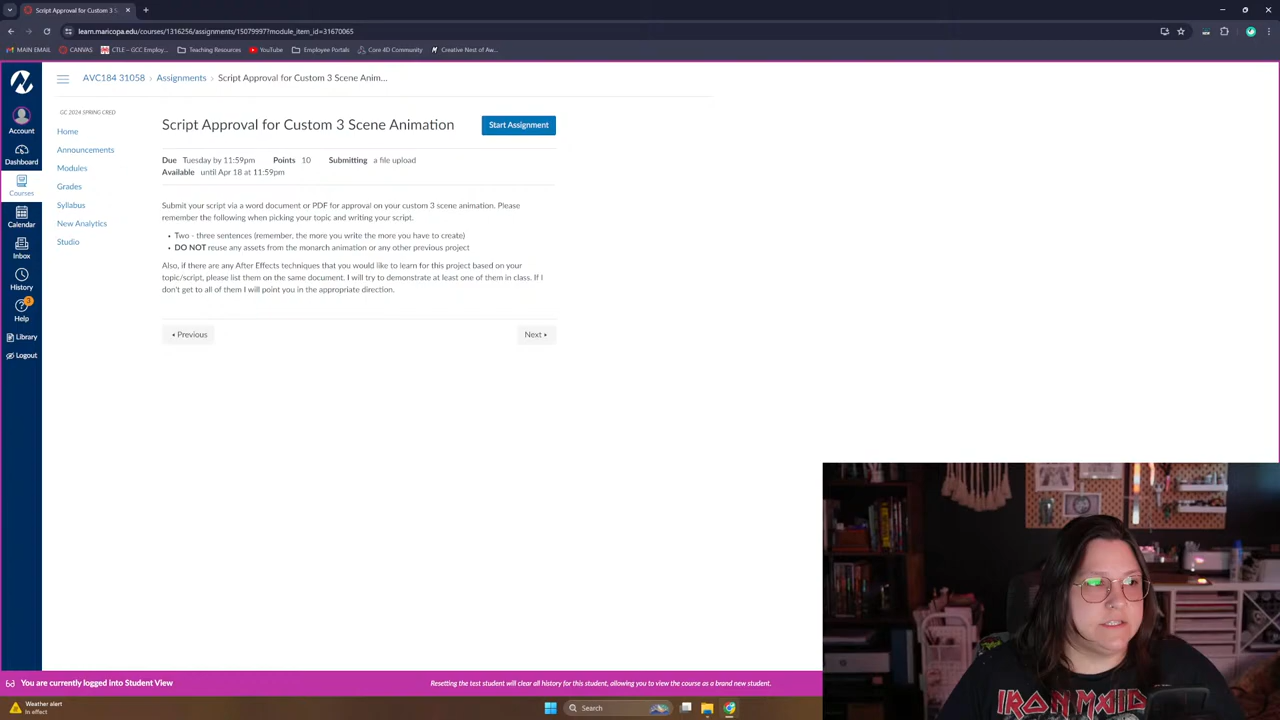 Script Approval for Custom 3 S
learn.maricopa.edu/courses/1316256/assignments/15079997?module_item_id=31670065
MAIN EMAIL
CANVAS
CTLE – GCC Employ...
Teaching Resources
YouTube
Employee Portals
Core 4D Community
Creative Nest of Aw...
AVC184 31058 › Assignments › Script Approval for Custom 3 Scene Anim...
GC 2024 SPRING CRED
Home
Announcements
Modules
Grades
Syllabus
New Analytics
Studio
Account
Dashboard
Courses
Calendar
Inbox
History
3
Help
Library
Logout
Script Approval for Custom 3 Scene Animation
Start Assignment
Due Tuesday by 11:59pm Points 10 Submitting a file upload
Available until Apr 18 at 11:59pm
Submit your script via a word document or PDF for approval on your custom 3 scene animation. Please
remember the following when picking your topic and writing your script.
• Two - three sentences (remember, the more you write the more you have to create)
• DO NOT reuse any assets from the monarch animation or any other previous project
Also, if there are any After Effects techniques that you would like to learn for this project based on your
topic/script, please list them on the same document. I will try to demonstrate at least one of them in class. If I
don't get to all of them I will point you in the appropriate direction.
◂ Previous
Next ▸
IRON MAID
You are currently logged into Student View
Resetting the test student will clear all history for this student, allowing you to view the course as a brand new student.
Weather alert
In effect
Search